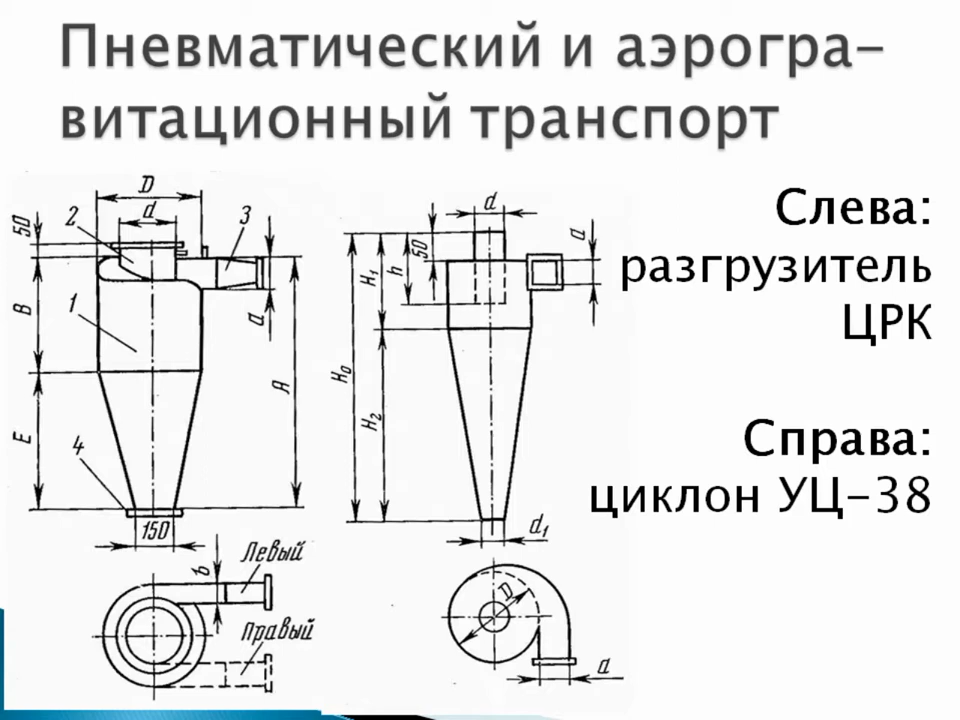 Пневматический и аэрогра-
витационный транспорт
Слева:
разгрузитель
ЦРК
Справа:
циклон УЦ-38
D
d
50
2
3
B
1
a
A
E
4
150
b
Левый
Правый
d
a
50
h
H₁
H₀
H₂
d₁
D
a